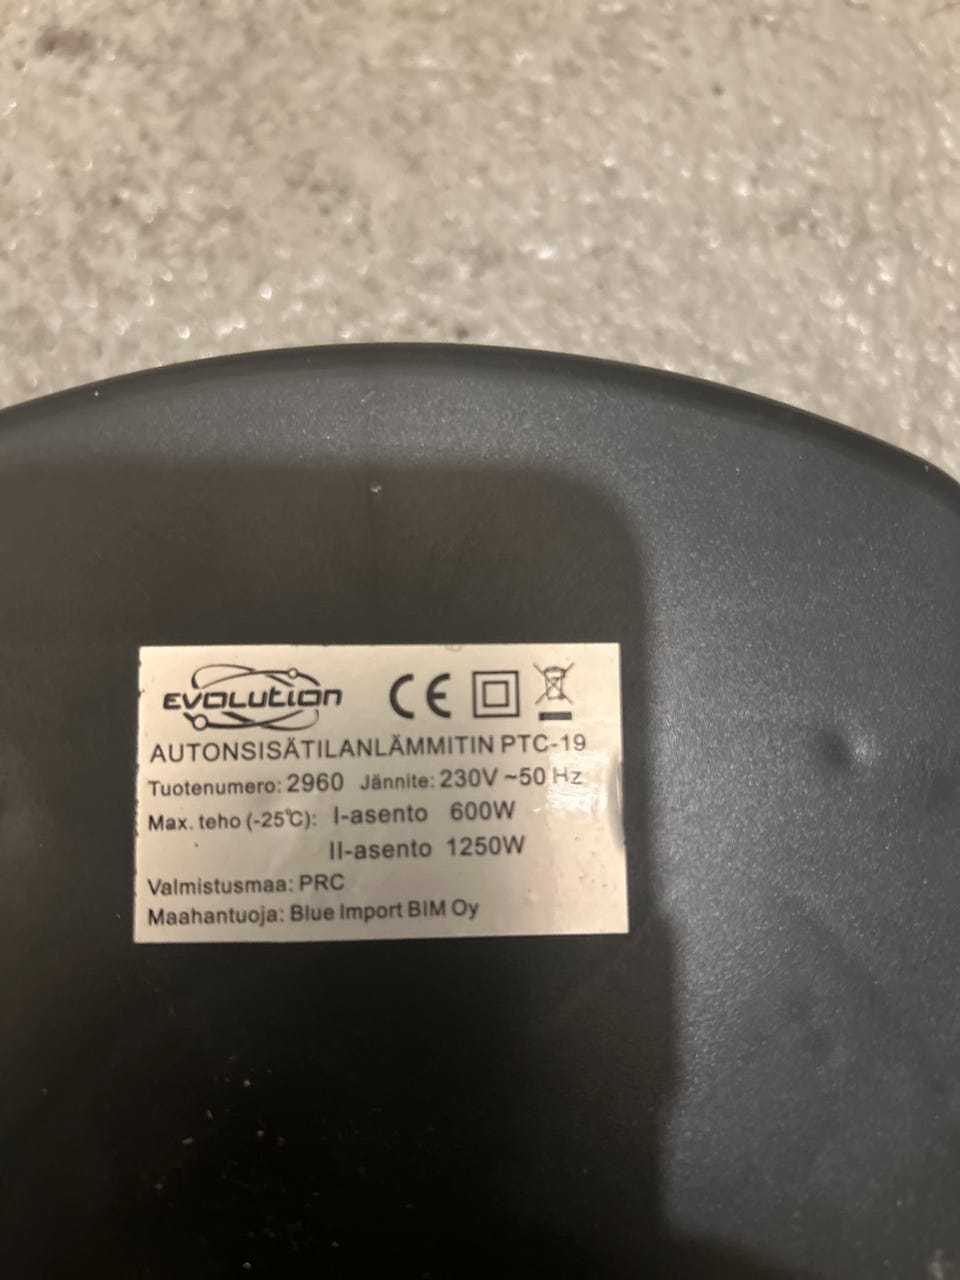 EVOLUTION CE
AUTONSISÄTILANLÄMMITIN PTC-19
Tuotenumero: 2960 Jännite: 230V ~50 Hz
Max. teho (-25℃): I-asento 600W
II-asento 1250W
Valmistusmaa: PRC
Maahantuoja: Blue Import BIM Oy